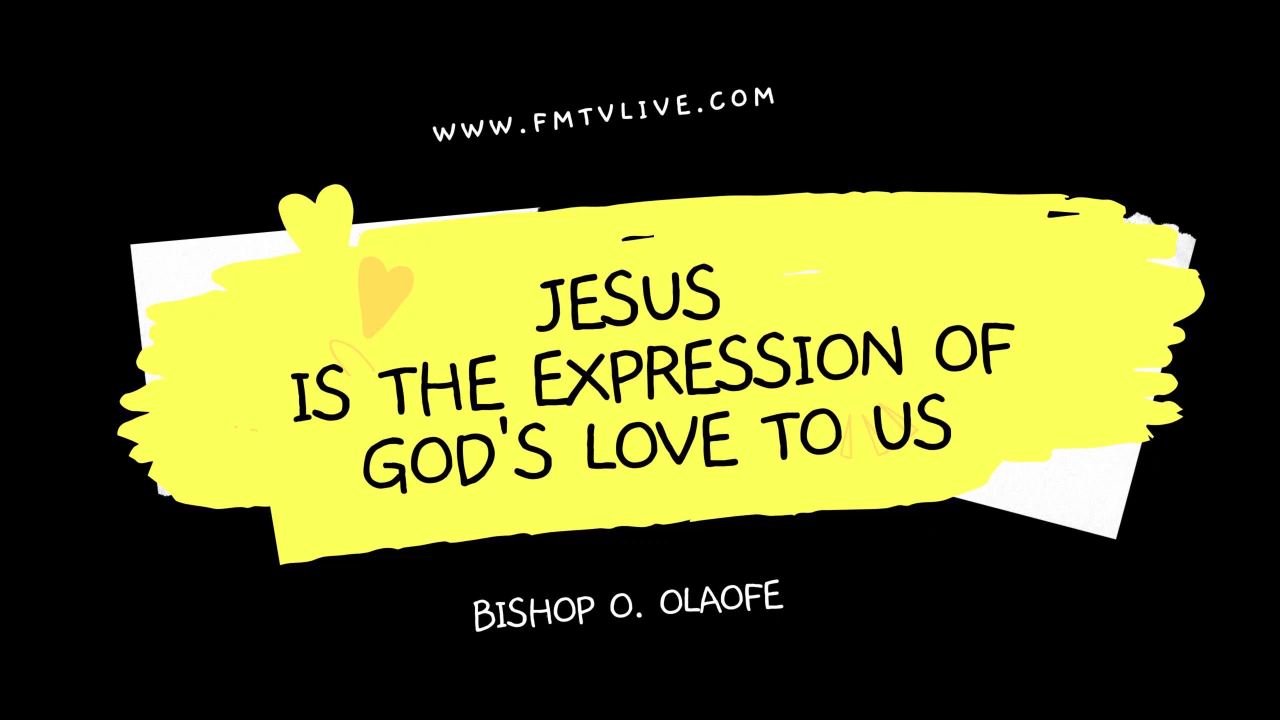 WWW.FMTVLIVE.COM
JESUS
IS THE EXPRESSION OF
GOD'S LOVE TO US
BISHOP O. OLAOFE